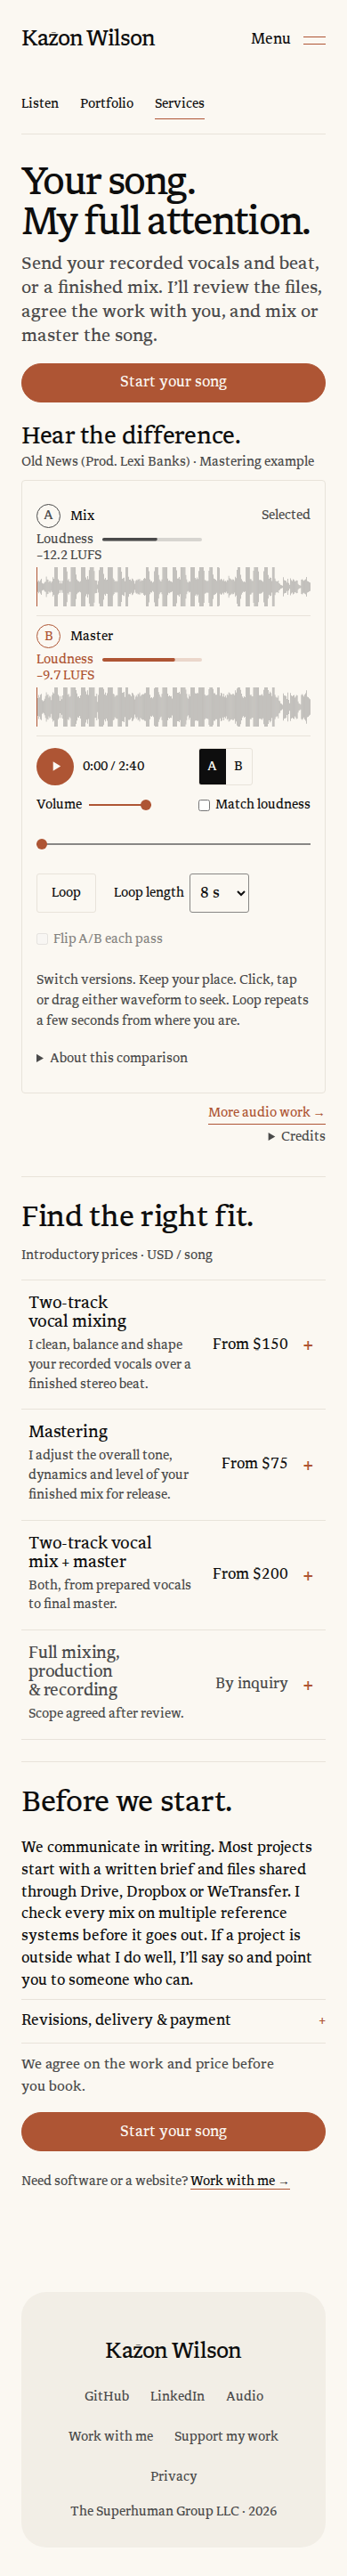 Każon Wilson
Menu
Listen Portfolio Services
Your song.
My full attention.
Send your recorded vocals and beat,
or a finished mix. I’ll review the files,
agree the work with you, and mix or
master the song.
Start your song
Hear the difference.
Old News (Prod. Lexi Banks) · Mastering example
A Mix Selected
Loudness
−12.2 LUFS
B Master
Loudness
−9.7 LUFS
0:00 / 2:40 A B
Volume Match loudness
Loop Loop length 8 s
Flip A/B each pass
Switch versions. Keep your place. Click, tap
or drag either waveform to seek. Loop repeats
a few seconds from where you are.
About this comparison
More audio work →
Credits
Find the right fit.
Introductory prices · USD / song
Two-track
vocal mixing
I clean, balance and shape
your recorded vocals over a
finished stereo beat.
From $150 +
Mastering
I adjust the overall tone,
dynamics and level of your
finished mix for release.
From $75 +
Two-track vocal
mix + master
Both, from prepared vocals
to final master.
From $200 +
Full mixing,
production
& recording
Scope agreed after review.
By inquiry +
Before we start.
We communicate in writing. Most projects
start with a written brief and files shared
through Drive, Dropbox or WeTransfer. I
check every mix on multiple reference
systems before it goes out. If a project is
outside what I do well, I’ll say so and point
you to someone who can.
Revisions, delivery & payment +
We agree on the work and price before
you book.
Start your song
Need software or a website? Work with me →
Każon Wilson
GitHub LinkedIn Audio
Work with me Support my work
Privacy
The Superhuman Group LLC · 2026